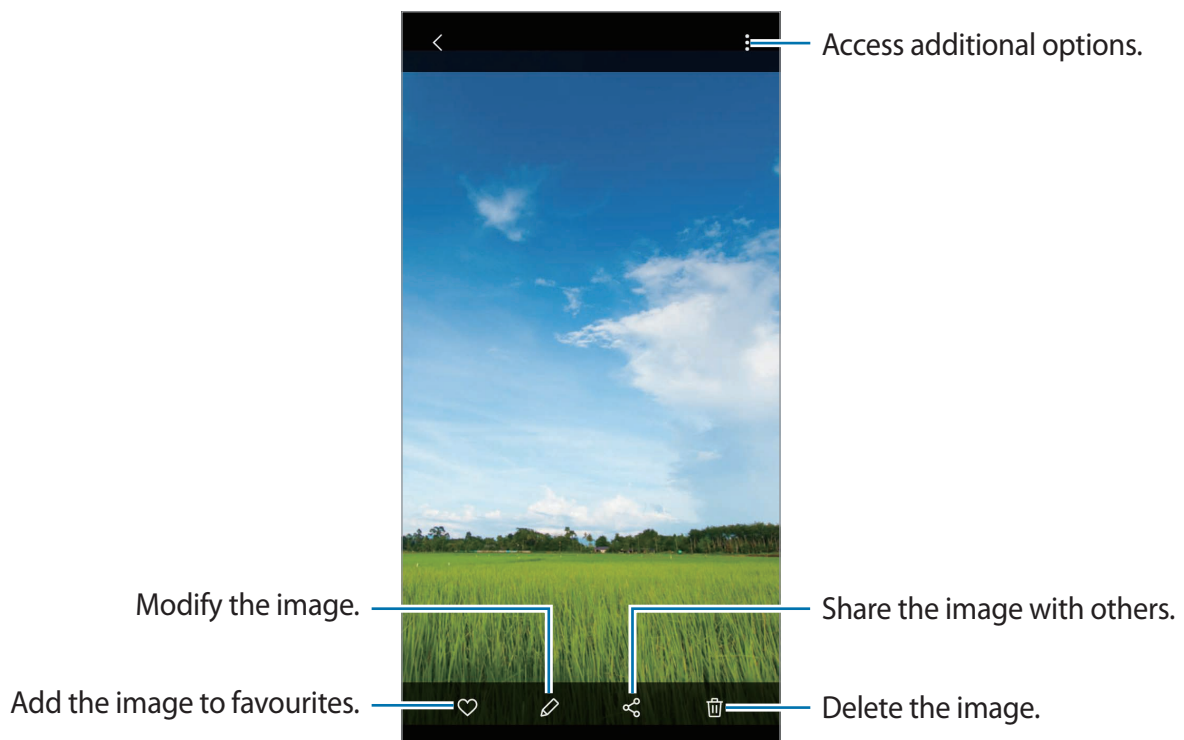 Access additional options.
Modify the image.
Share the image with others.
Add the image to favourites.
Delete the image.